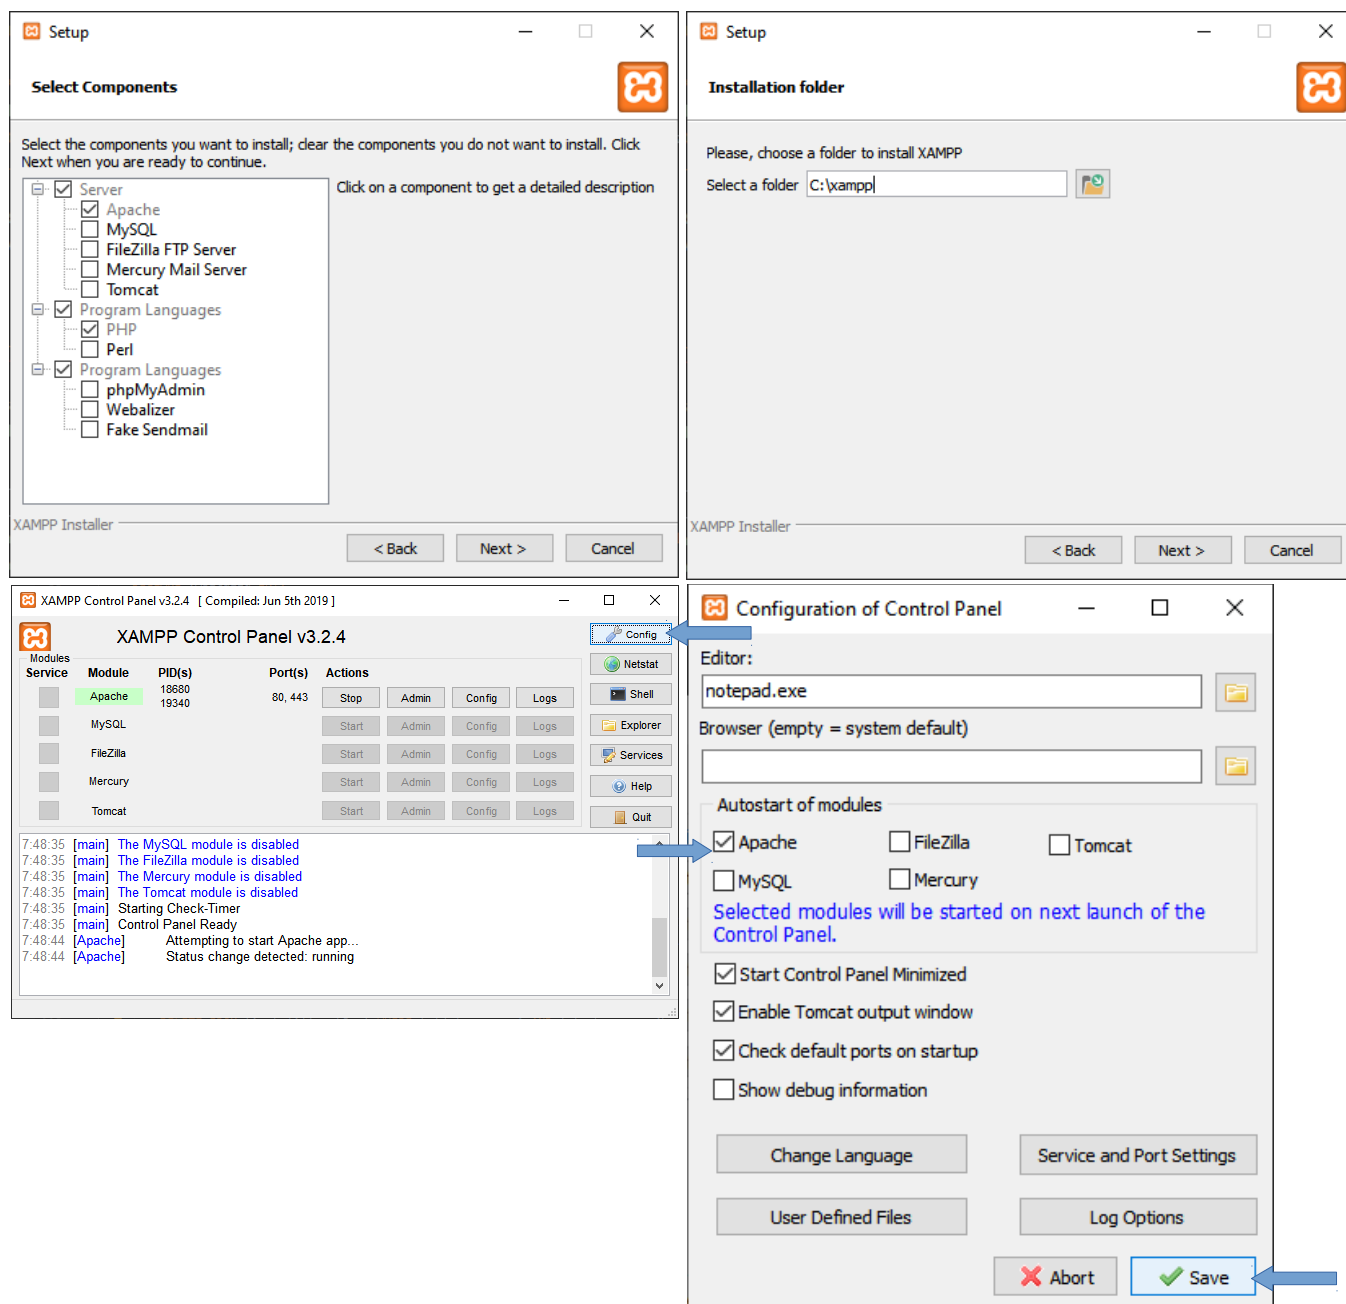 Setup
Select Components
Select the components you want to install; clear the components you do not want to install. Click
Next when you are ready to continue.
Server
Apache
MySQL
FileZilla FTP Server
Mercury Mail Server
Tomcat
Program Languages
PHP
Perl
Program Languages
phpMyAdmin
Webalizer
Fake Sendmail
Click on a component to get a detailed description
XAMPP Installer
< Back Next > Cancel
Setup
Installation folder
Please, choose a folder to install XAMPP
Select a folder C:\xampp
XAMPP Installer
< Back Next > Cancel
XAMPP Control Panel v3.2.4 [ Compiled: Jun 5th 2019 ]
XAMPP Control Panel v3.2.4
Modules
Service Module PID(s) Port(s) Actions
Apache 18680 19340 80, 443 Stop Admin Config Logs
MySQL Start Admin Config Logs
FileZilla Start Admin Config Logs
Mercury Start Admin Config Logs
Tomcat Start Admin Config Logs
Config
Netstat
Shell
Explorer
Services
Help
Quit
7:48:35 [main] The MySQL module is disabled
7:48:35 [main] The FileZilla module is disabled
7:48:35 [main] The Mercury module is disabled
7:48:35 [main] The Tomcat module is disabled
7:48:35 [main] Starting Check-Timer
7:48:35 [main] Control Panel Ready
7:48:44 [Apache] Attempting to start Apache app...
7:48:44 [Apache] Status change detected: running
Configuration of Control Panel
Editor:
notepad.exe
Browser (empty = system default)
Autostart of modules
Apache FileZilla Tomcat
MySQL Mercury
Selected modules will be started on next launch of the
Control Panel.
Start Control Panel Minimized
Enable Tomcat output window
Check default ports on startup
Show debug information
Change Language Service and Port Settings
User Defined Files Log Options
Abort Save